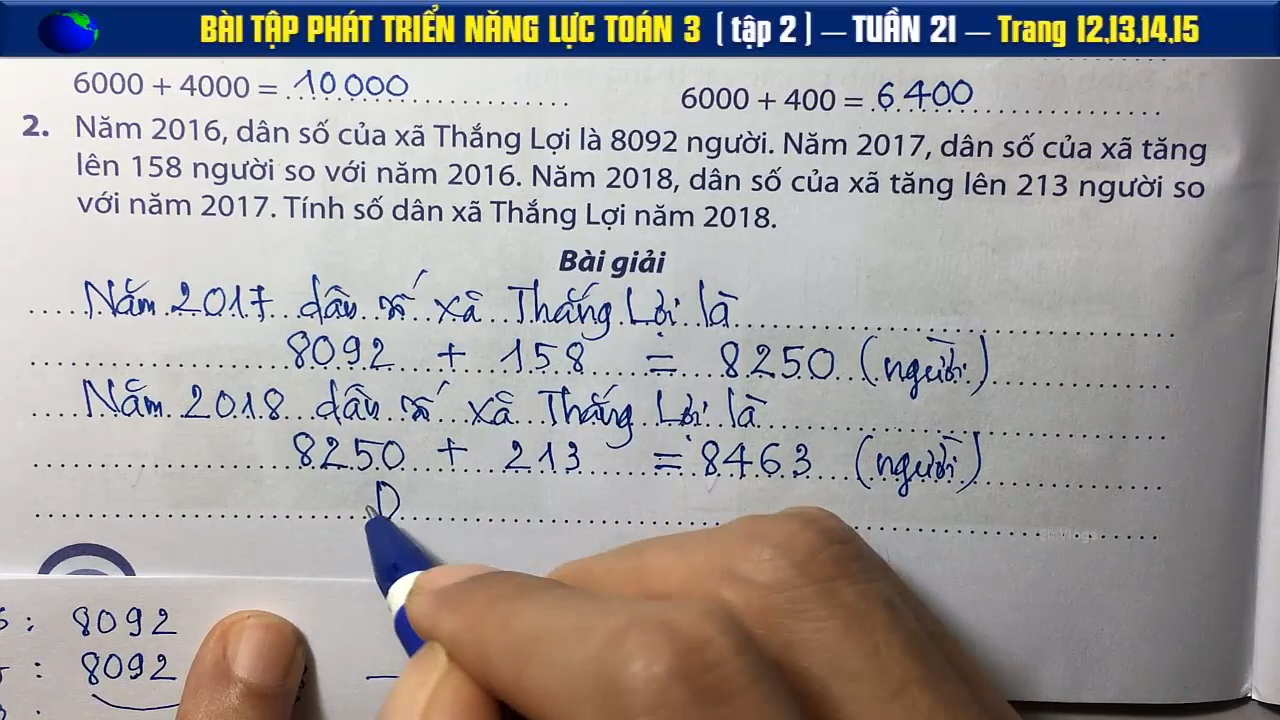 BÀI TẬP PHÁT TRIỂN NĂNG LỰC TOÁN 3 ( tập 2 ) – TUẦN 21 – Trang 12,13,14,15
6000 + 4000 = 10 000
6000 + 400 = 6 400
2. Năm 2016, dân số của xã Thắng Lợi là 8092 người. Năm 2017, dân số của xã tăng
lên 158 người so với năm 2016. Năm 2018, dân số của xã tăng lên 213 người so
với năm 2017. Tính số dân xã Thắng Lợi năm 2018.
Bài giải
Năm 2017 dân số xã Thắng Lợi là
8092 + 158 = 8250 (người)
Năm 2018 dân số xã Thắng Lợi là
8250 + 213 = 8463 (người)
D
: 8092
: 8092